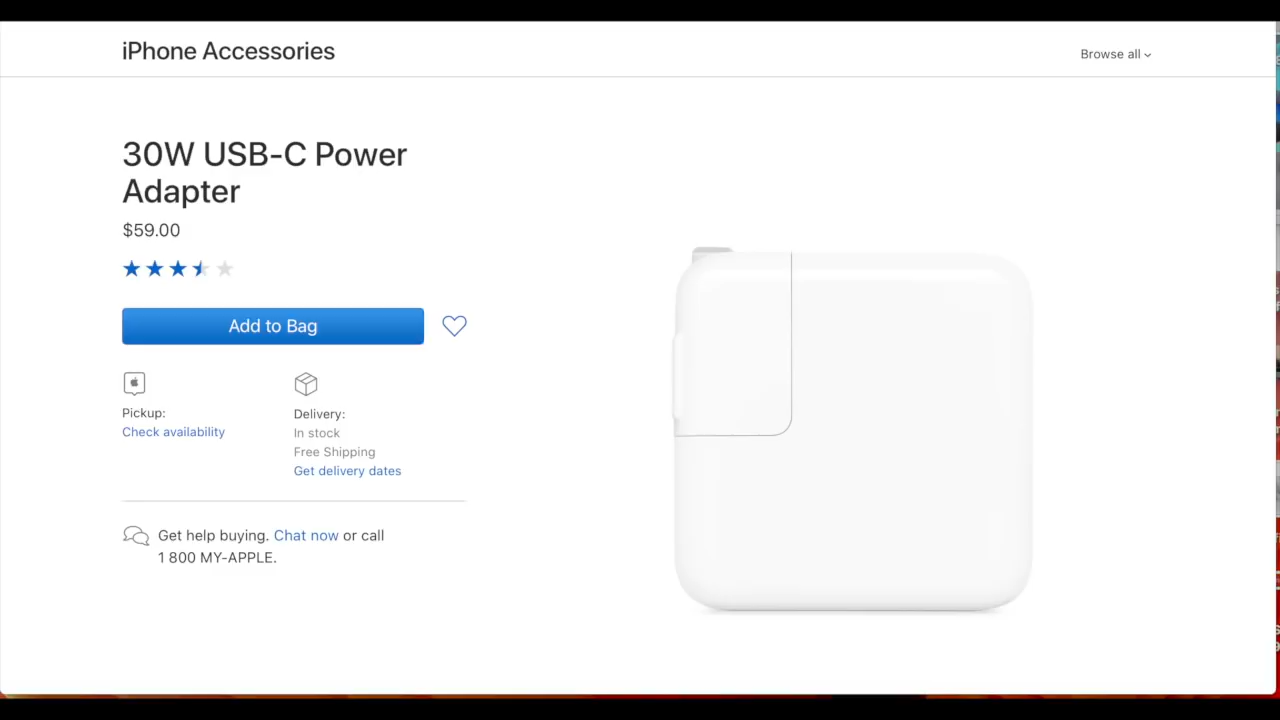 iPhone Accessories
Browse all
30W USB-C Power
Adapter
$59.00
Add to Bag
Pickup:
Check availability
Delivery:
In stock
Free Shipping
Get delivery dates
Get help buying. Chat now or call
1 800 MY-APPLE.